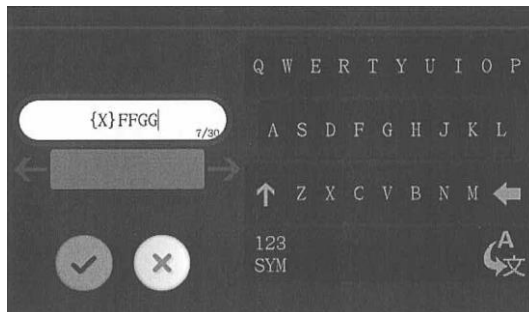 {X}FFGG
7/30
Q W E R T Y U I O P
A S D F G H J K L
Z X C V B N M
123
SYM
A
文